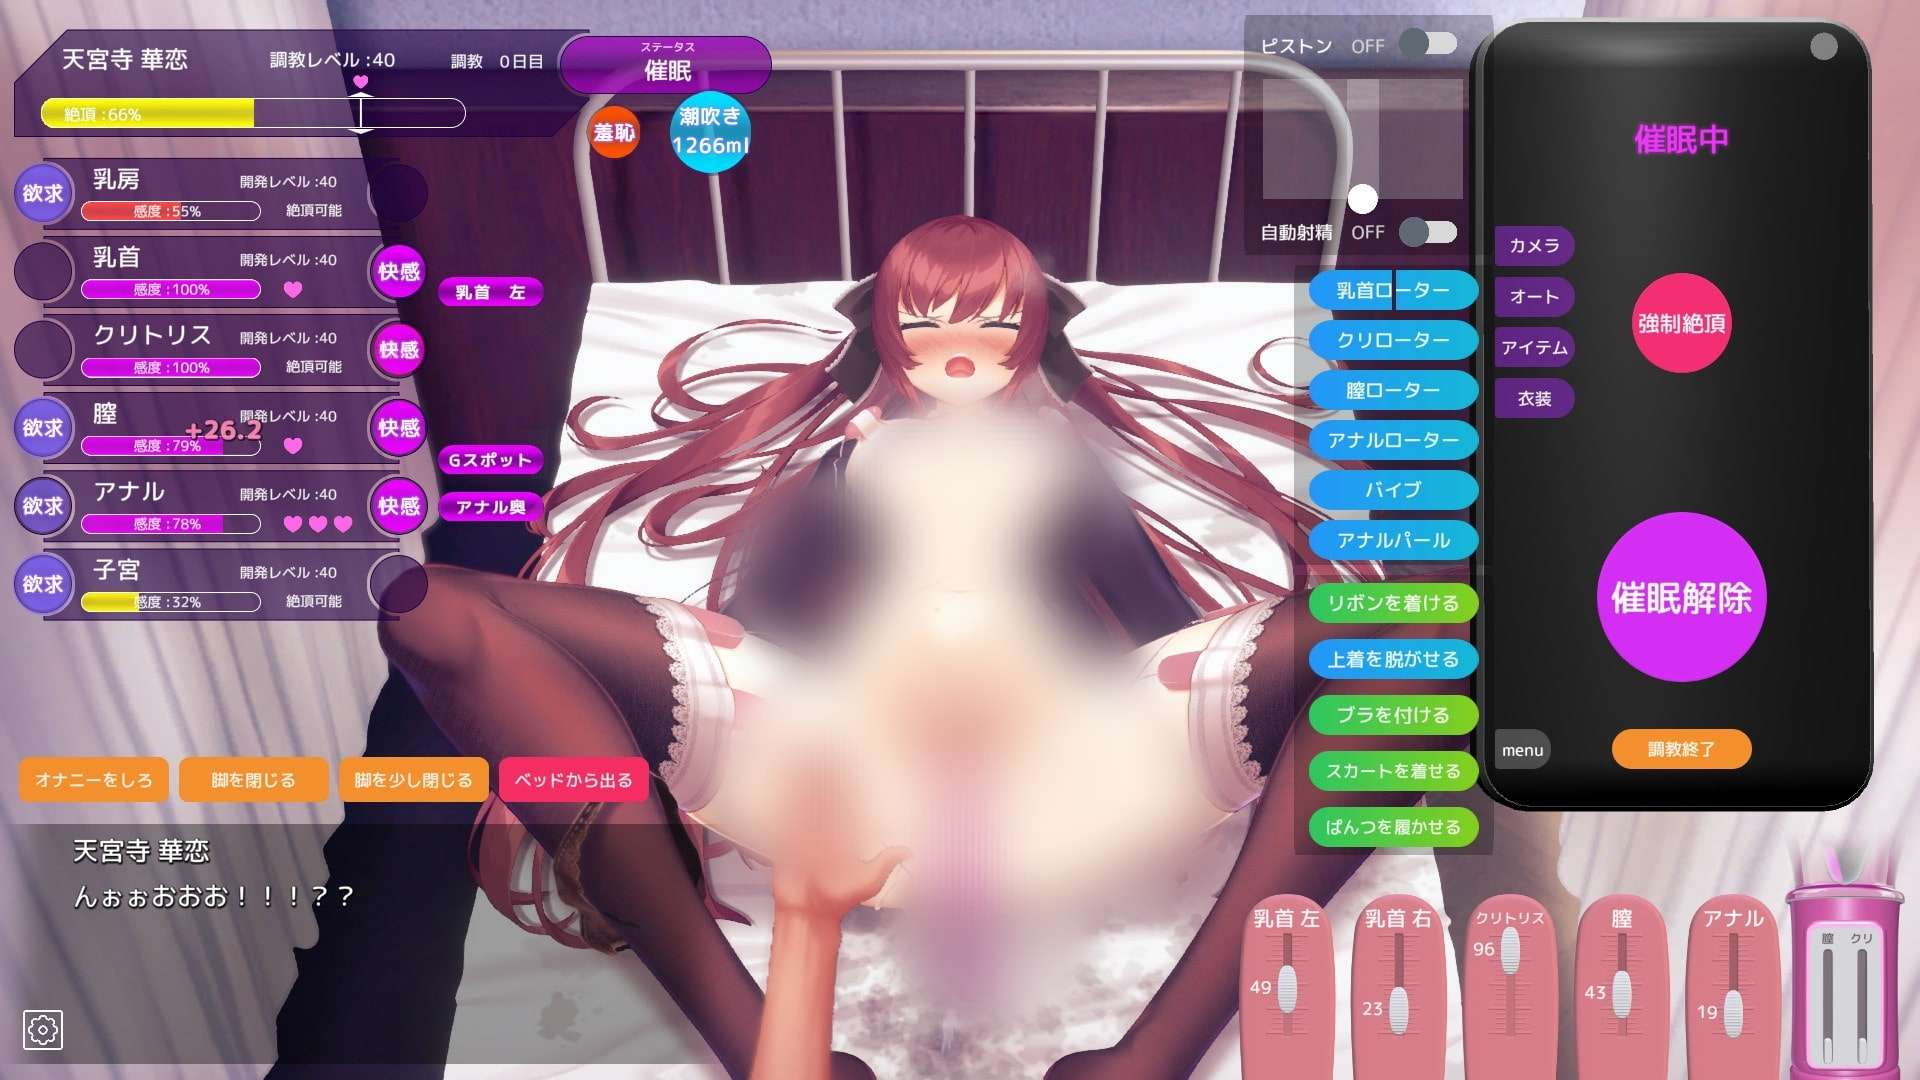 天宮寺 華恋
調教レベル :40
調教 0日目
絶頂 :66%
ステータス
催眠
羞恥
潮吹き
1266ml
欲求
乳房
開発レベル :40
感度 :55%
絶頂可能
乳首
開発レベル :40
感度 :100%
快感
乳首 左
クリトリス
開発レベル :40
感度 :100%
絶頂可能
快感
欲求
膣
開発レベル :40
+26.2
感度 :79%
快感
Gスポット
欲求
アナル
開発レベル :40
感度 :78%
快感
アナル奥
欲求
子宮
開発レベル :40
感度 :32%
絶頂可能
オナニーをしろ
脚を閉じる
脚を少し閉じる
ベッドから出る
天宮寺 華恋
んぉぉおおお！！！？？
ピストン OFF
自動射精 OFF
乳首ローター
クリローター
膣ローター
アナルローター
バイブ
アナルパール
リボンを着ける
上着を脱がせる
ブラを付ける
スカートを着せる
ぱんつを履かせる
催眠中
カメラ
オート
アイテム
衣装
強制絶頂
催眠解除
menu
調教終了
乳首 左
49
乳首 右
23
クリトリス
96
膣
43
アナル
19
膣 クリ